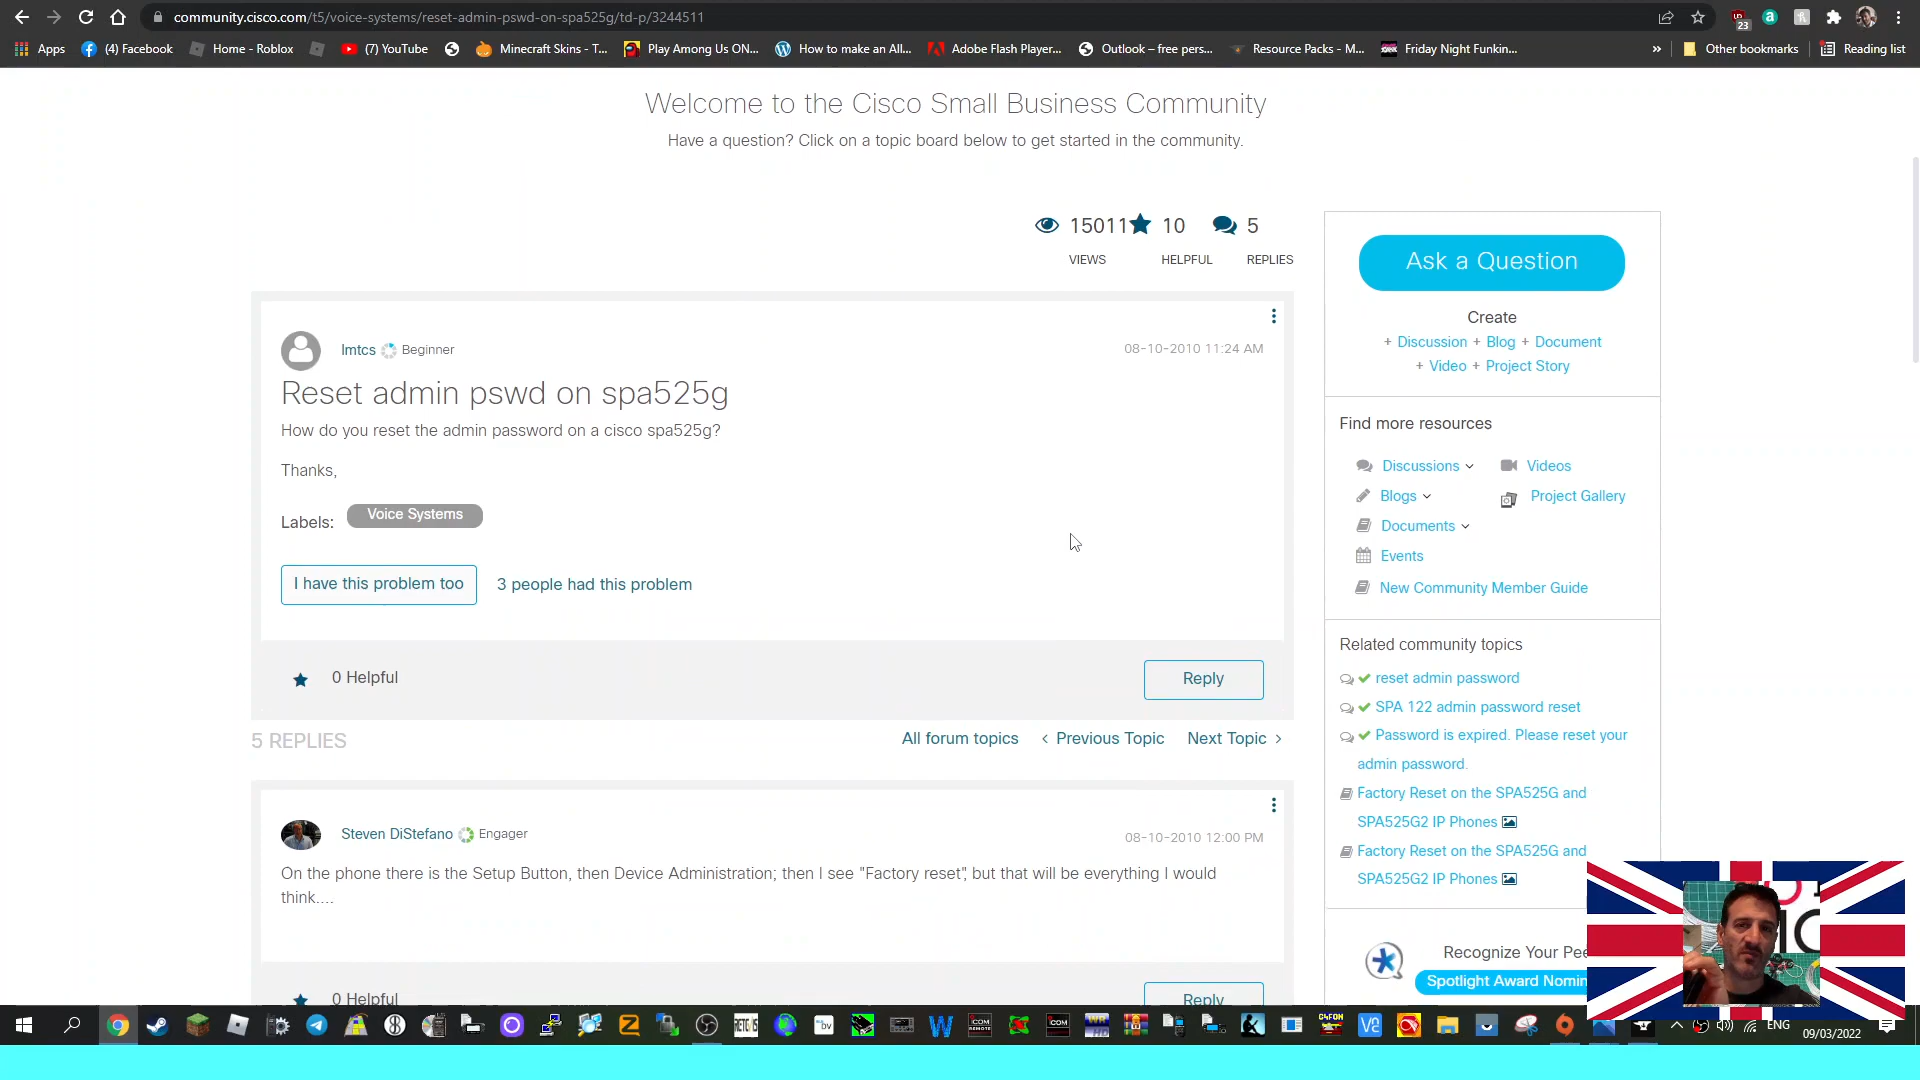 community.cisco.com/t5/voice-systems/reset-admin-pswd-on-spa525g/td-p/3244511
23
Apps (4) Facebook Home - Roblox (7) YouTube Minecraft Skins - T... Play Among Us ON... How to make an All... Adobe Flash Player... Outlook – free pers... Resource Packs - M... Friday Night Funkin... » Other bookmarks Reading list
Welcome to the Cisco Small Business Community
Have a question? Click on a topic board below to get started in the community.
15011 10 5
VIEWS HELPFUL REPLIES
lmtcs Beginner
08-10-2010 11:24 AM
Reset admin pswd on spa525g
How do you reset the admin password on a cisco spa525g?
Thanks,
Labels: Voice Systems
I have this problem too 3 people had this problem
0 Helpful
Reply
5 REPLIES
All forum topics < Previous Topic Next Topic >
Steven DiStefano Engager
08-10-2010 12:00 PM
On the phone there is the Setup Button, then Device Administration; then I see "Factory reset", but that will be everything I would
think....
0 Helpful
Reply
Ask a Question
Create
+ Discussion + Blog + Document
+ Video + Project Story
Find more resources
Discussions Videos
Blogs Project Gallery
Documents
Events
New Community Member Guide
Related community topics
reset admin password
SPA 122 admin password reset
Password is expired. Please reset your
admin password.
Factory Reset on the SPA525G and
SPA525G2 IP Phones
Factory Reset on the SPA525G and
SPA525G2 IP Phones
Recognize Your Pee
Spotlight Award Nomin
ENG
09/03/2022